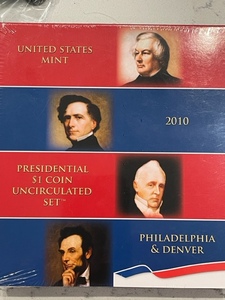 UNITED STATES
MINT
2010
PRESIDENTIAL
$1 COIN
UNCIRCULATED
SET™
PHILADELPHIA
& DENVER